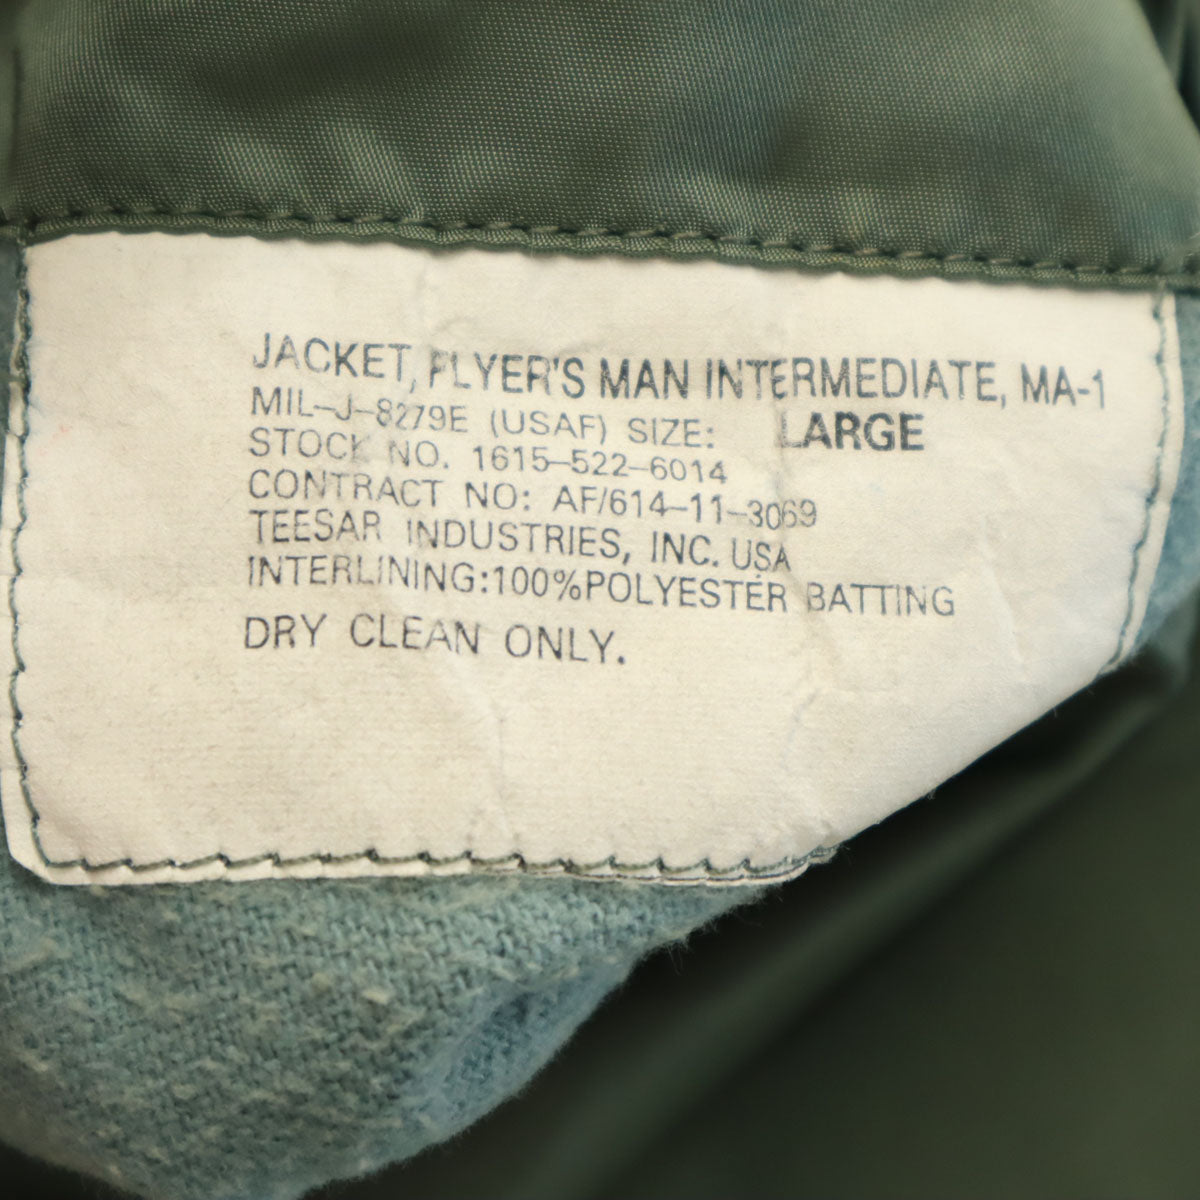 JACKET, FLYER'S MAN INTERMEDIATE, MA-1
MIL-J-8279E (USAF) SIZE: LARGE
STOCK NO. 1615-522-6014
CONTRACT NO: AF/614-11-3069
TEESAR INDUSTRIES, INC. USA
INTERLINING:100%POLYESTER BATTING
DRY CLEAN ONLY.